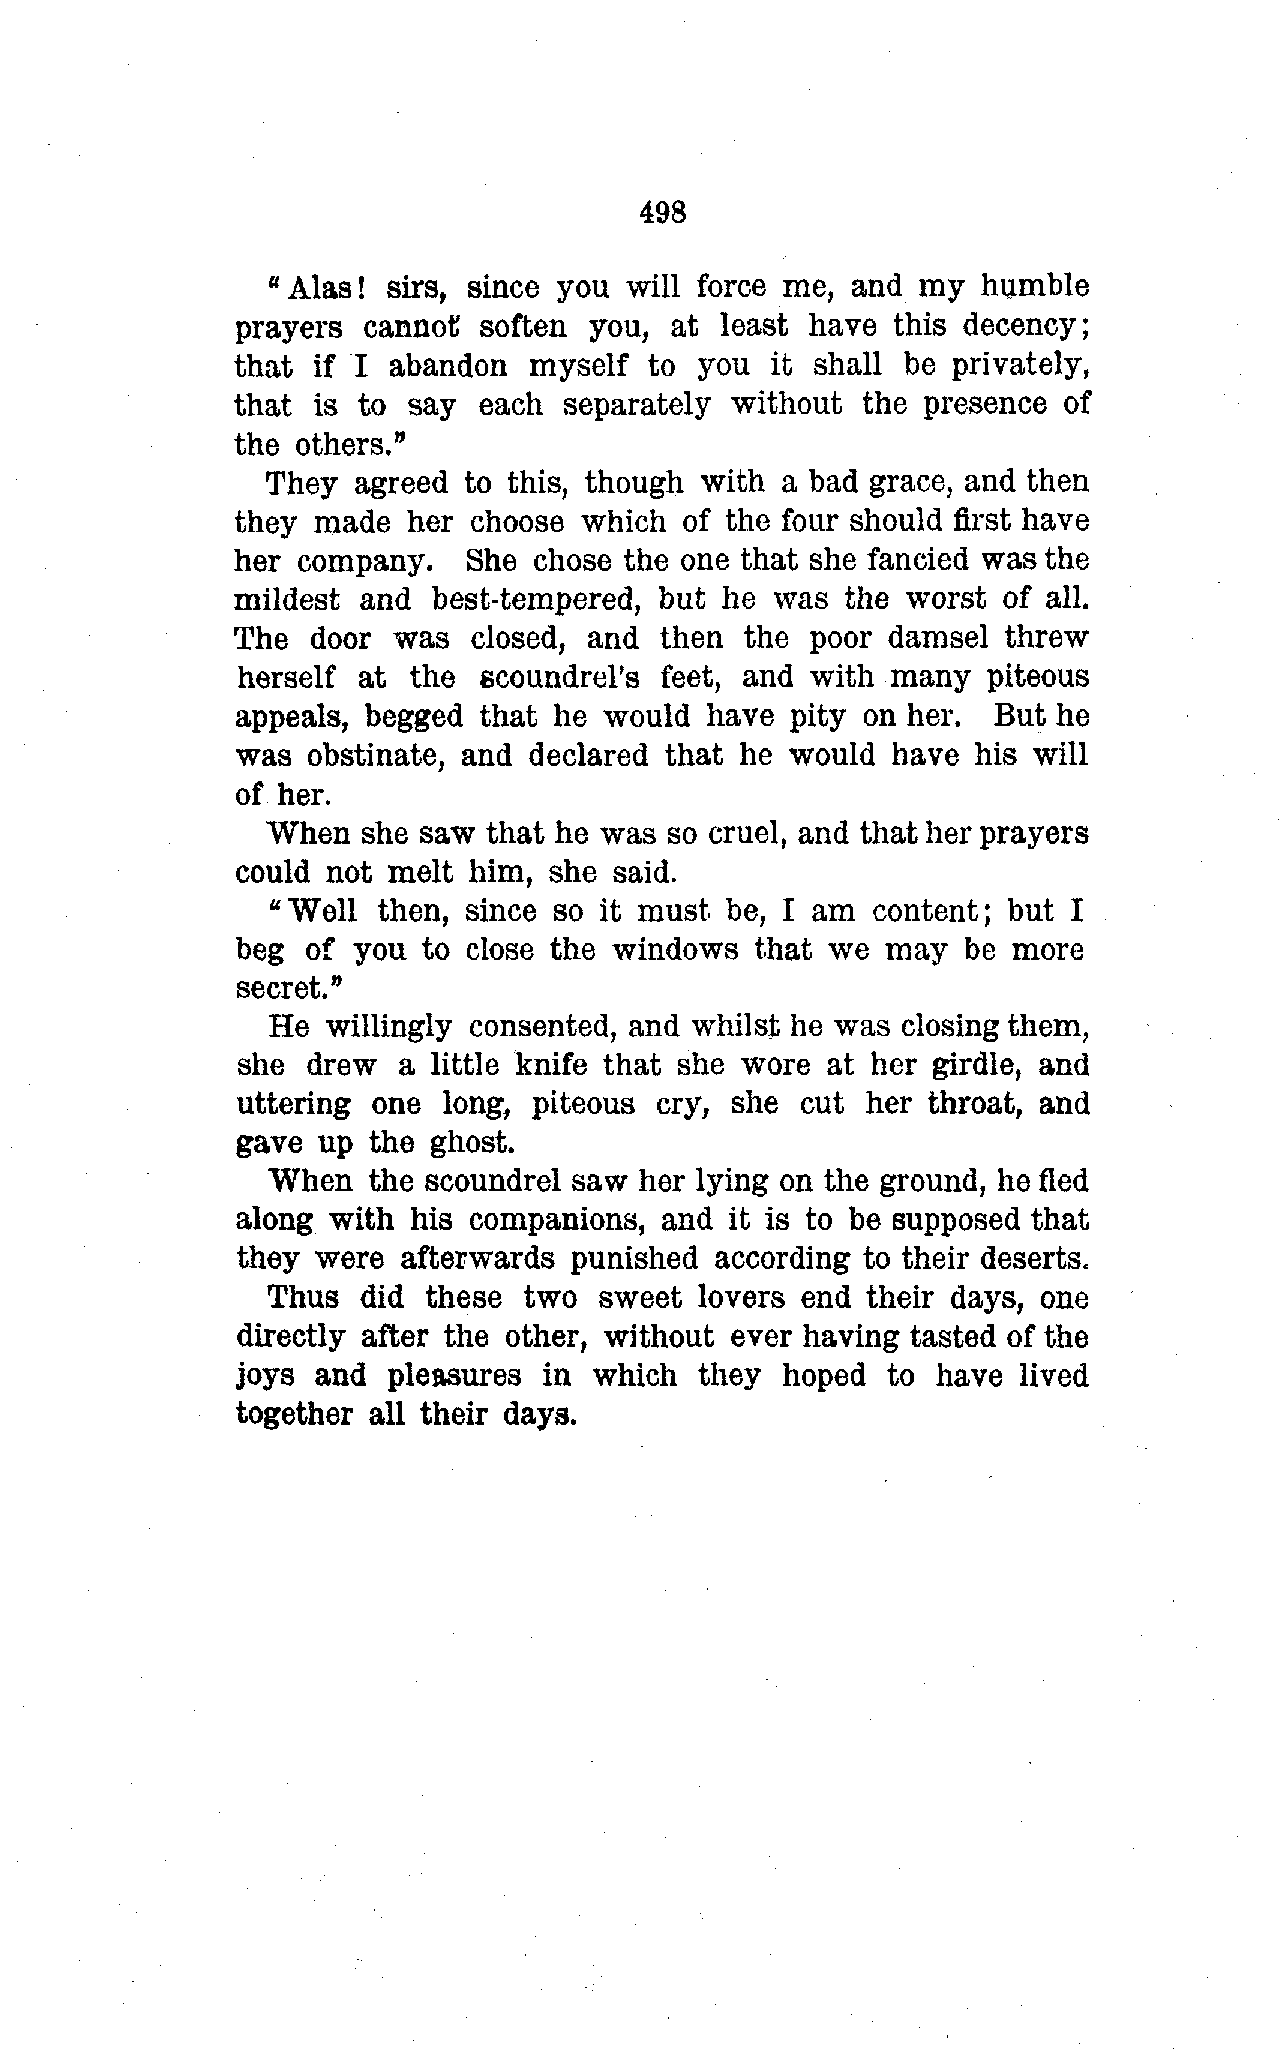 498
"Alas! sirs, since you will force me, and my humble
prayers cannot soften you, at least have this decency;
that if I abandon myself to you it shall be privately,
that is to say each separately without the presence of
the others."
They agreed to this, though with a bad grace, and then
they made her choose which of the four should first have
her company. She chose the one that she fancied was the
mildest and best-tempered, but he was the worst of all.
The door was closed, and then the poor damsel threw
herself at the scoundrel's feet, and with many piteous
appeals, begged that he would have pity on her. But he
was obstinate, and declared that he would have his will
of her.
When she saw that he was so cruel, and that her prayers
could not melt him, she said.
"Well then, since so it must be, I am content; but I
beg of you to close the windows that we may be more
secret."
He willingly consented, and whilst he was closing them,
she drew a little knife that she wore at her girdle, and
uttering one long, piteous cry, she cut her throat, and
gave up the ghost.
When the scoundrel saw her lying on the ground, he fled
along with his companions, and it is to be supposed that
they were afterwards punished according to their deserts.
Thus did these two sweet lovers end their days, one
directly after the other, without ever having tasted of the
joys and pleasures in which they hoped to have lived
together all their days.